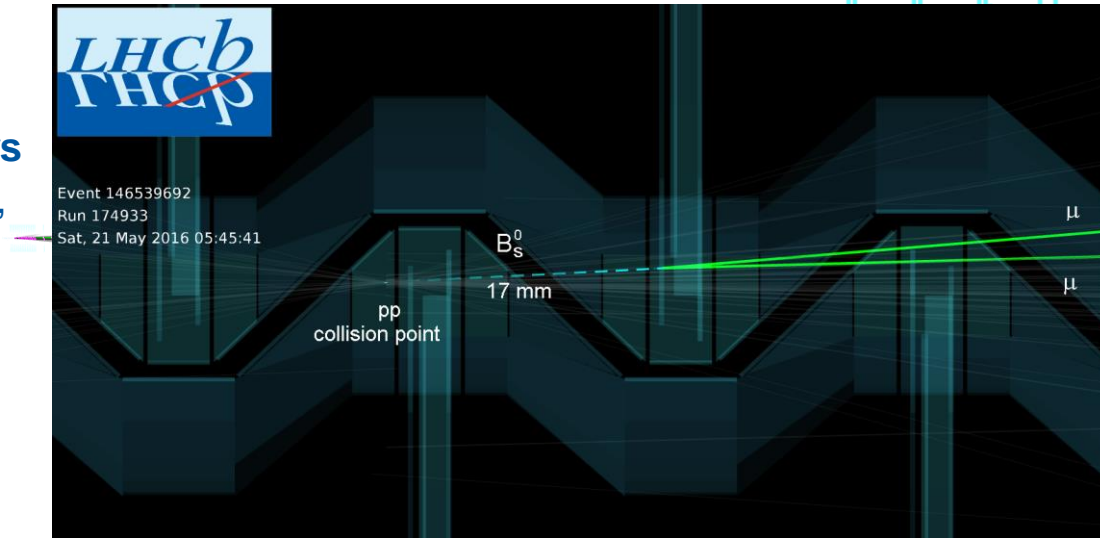 LHCb
LHCb
s
,
Event 146539692
Run 174933
Sat, 21 May 2016 05:45:41
B⁰ₛ
17 mm
μ
μ
pp
collision point